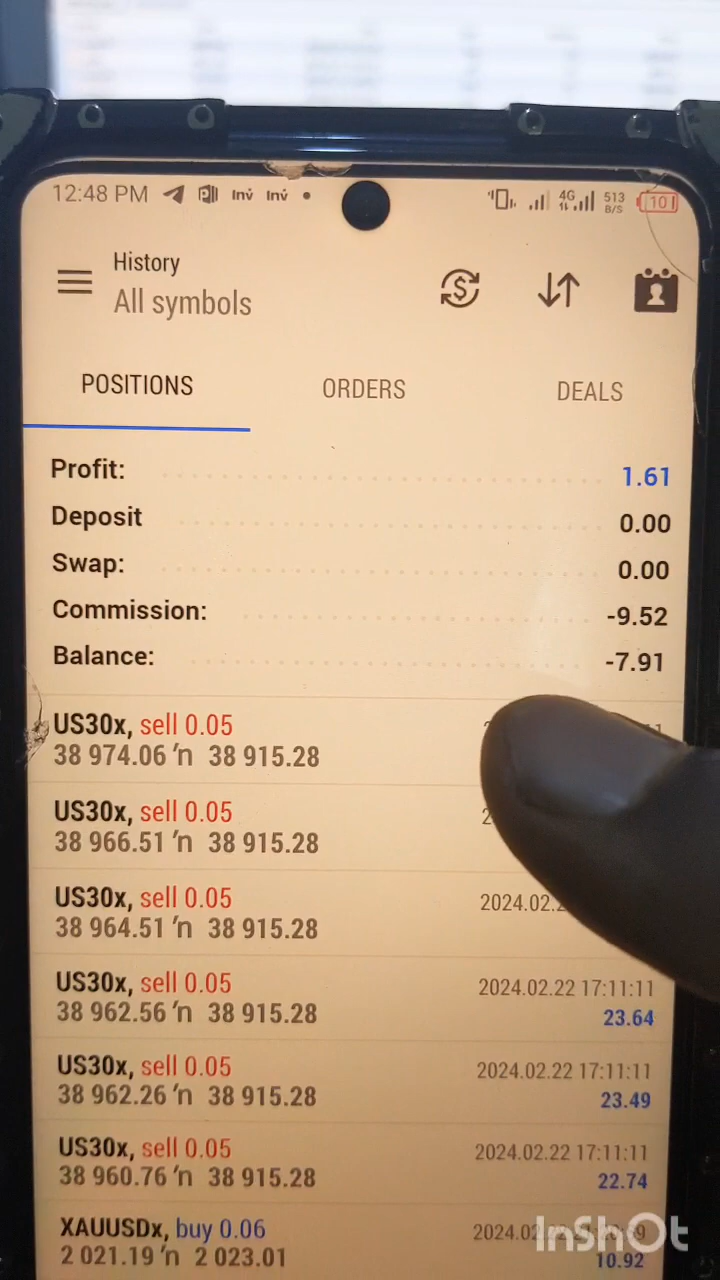 12:48 PM Inv Inv 4G 513 B/S 10
History
All symbols
POSITIONS ORDERS DEALS
Profit: 1.61
Deposit 0.00
Swap: 0.00
Commission: -9.52
Balance: -7.91
US30x, sell 0.05
38 974.06 ’n 38 915.28
US30x, sell 0.05
38 966.51 ’n 38 915.28
US30x, sell 0.05
38 964.51 ’n 38 915.28
US30x, sell 0.05 2024.02.22 17:11:11
38 962.56 ’n 38 915.28 23.64
US30x, sell 0.05 2024.02.22 17:11:11
38 962.26 ’n 38 915.28 23.49
US30x, sell 0.05 2024.02.22 17:11:11
38 960.76 ’n 38 915.28 22.74
XAUUSDx, buy 0.06
2 021.19 ’n 2 023.01 10.92
InShOt